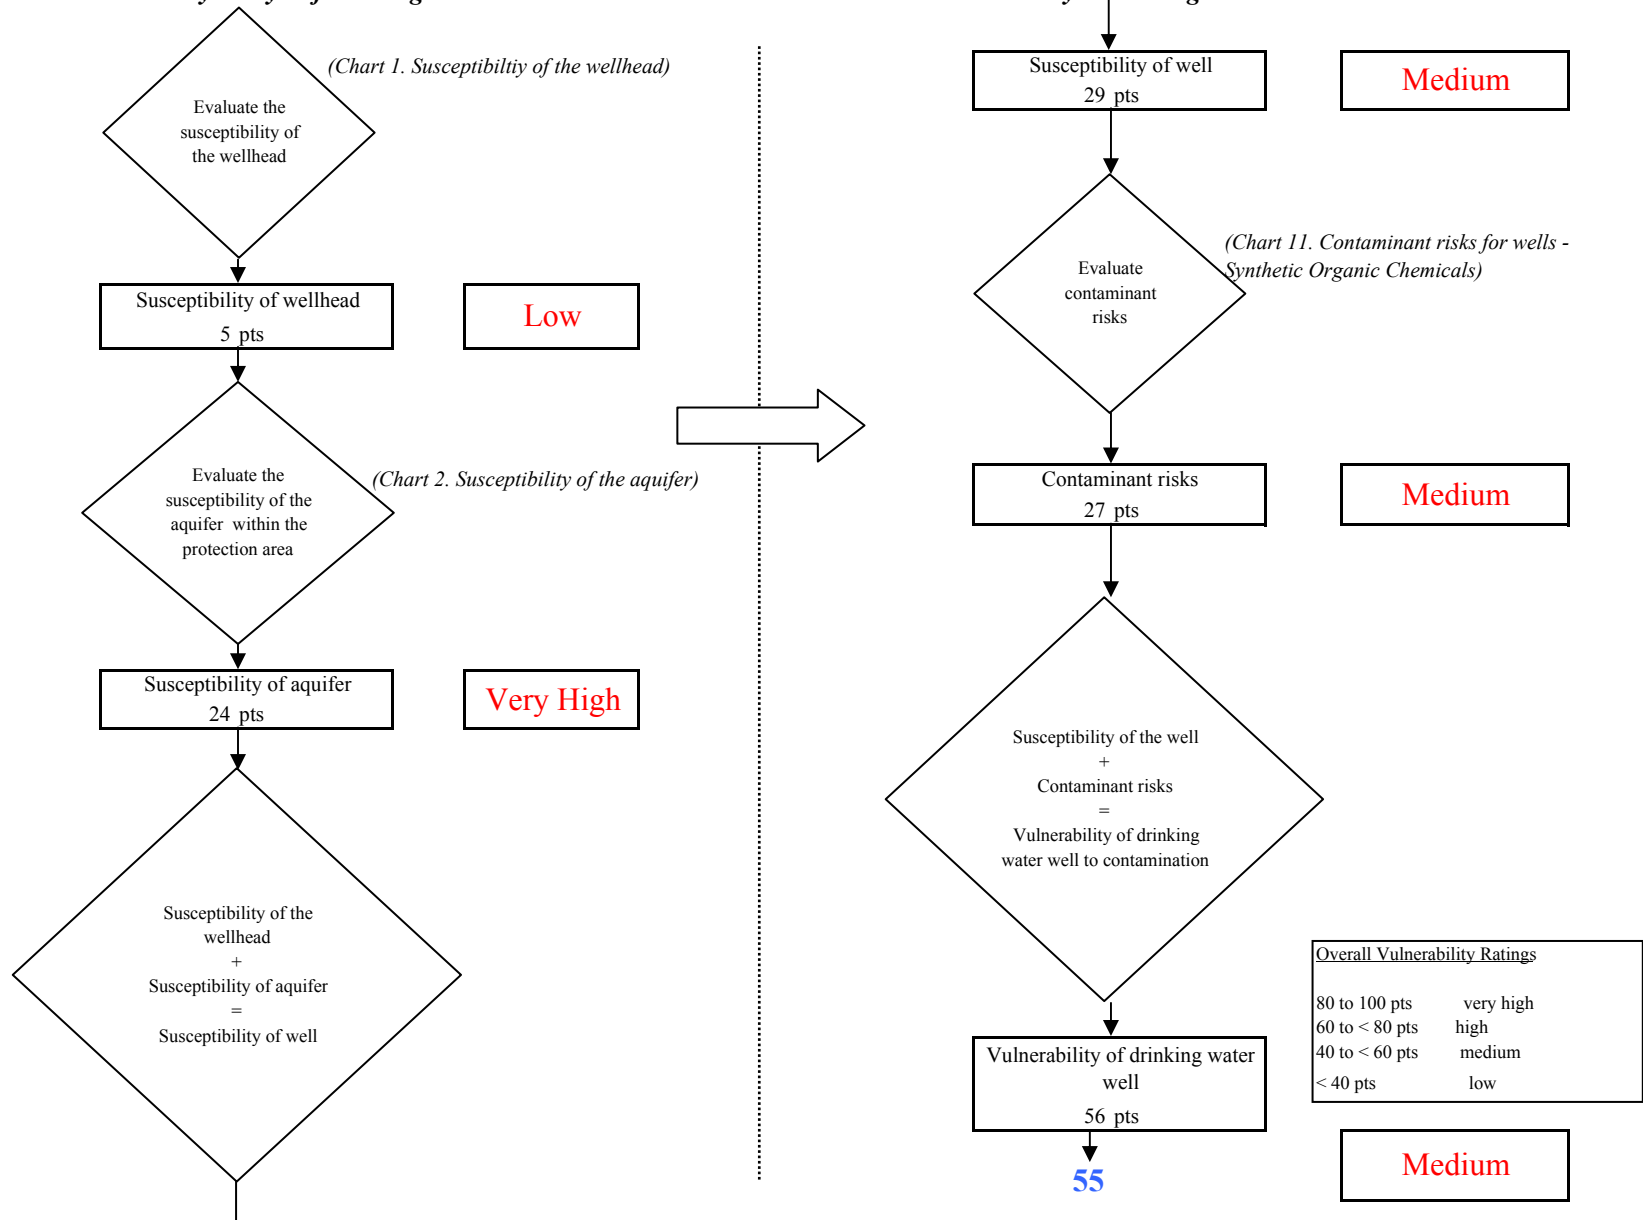 (Chart 1. Susceptibiltiy of the wellhead)
Evaluate the
susceptibility of
the wellhead
Susceptibility of wellhead
5 pts
Low
Evaluate the
susceptibility of the
aquifer within the
protection area
(Chart 2. Susceptibility of the aquifer)
Susceptibility of aquifer
24 pts
Very High
Susceptibility of the
wellhead
+
Susceptibility of aquifer
=
Susceptibility of well
Susceptibility of well
29 pts
Medium
(Chart 11. Contaminant risks for wells -
Synthetic Organic Chemicals)
Evaluate
contaminant
risks
Contaminant risks
27 pts
Medium
Susceptibility of the well
+
Contaminant risks
=
Vulnerability of drinking
water well to contamination
Overall Vulnerability Ratings
80 to 100 pts very high
60 to < 80 pts high
40 to < 60 pts medium
< 40 pts low
Vulnerability of drinking water
well
56 pts
55
Medium